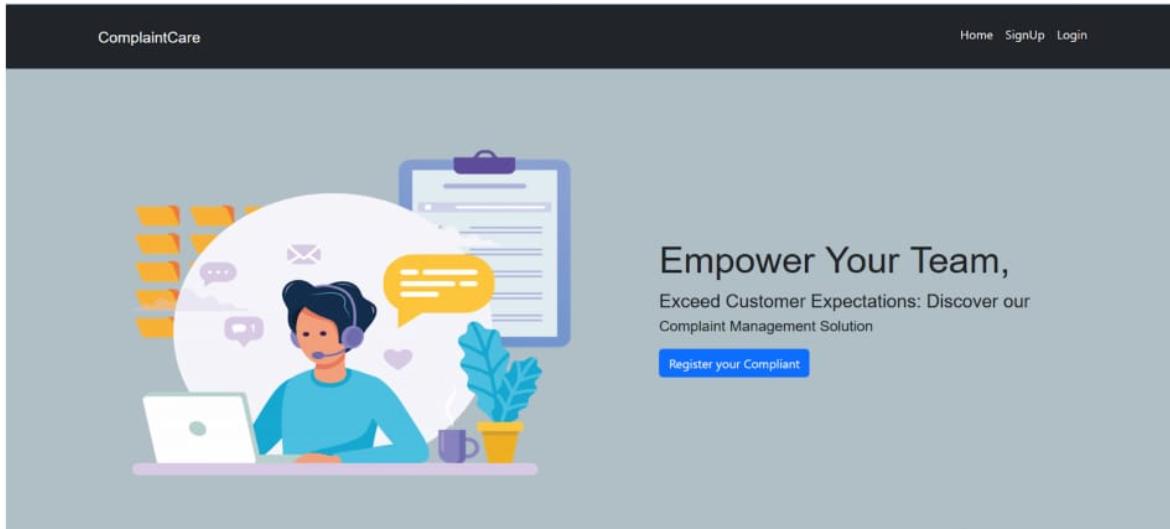 ComplaintCare
Home SignUp Login
Empower Your Team,
Exceed Customer Expectations: Discover our
Complaint Management Solution
Register your Compliant